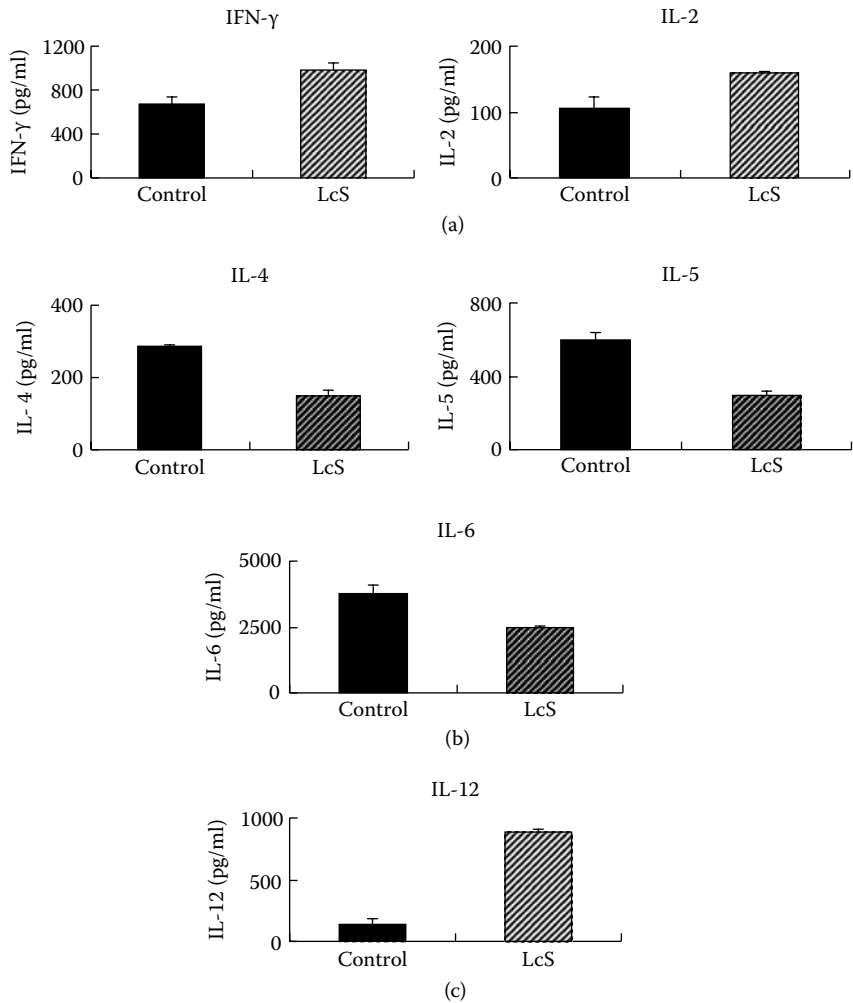 IFN-γ
IL-2
1200
800
400
0
IFN-γ (pg/ml)
Control
LcS
200
100
0
IL-2 (pg/ml)
Control
LcS
(a)
IL-4
IL-5
400
200
0
IL- 4 (pg/ml)
Control
LcS
800
400
0
IL-5 (pg/ml)
Control
LcS
IL-6
5000
2500
0
IL-6 (pg/ml)
Control
LcS
(b)
IL-12
1000
500
0
IL-12 (pg/ml)
Control
LcS
(c)